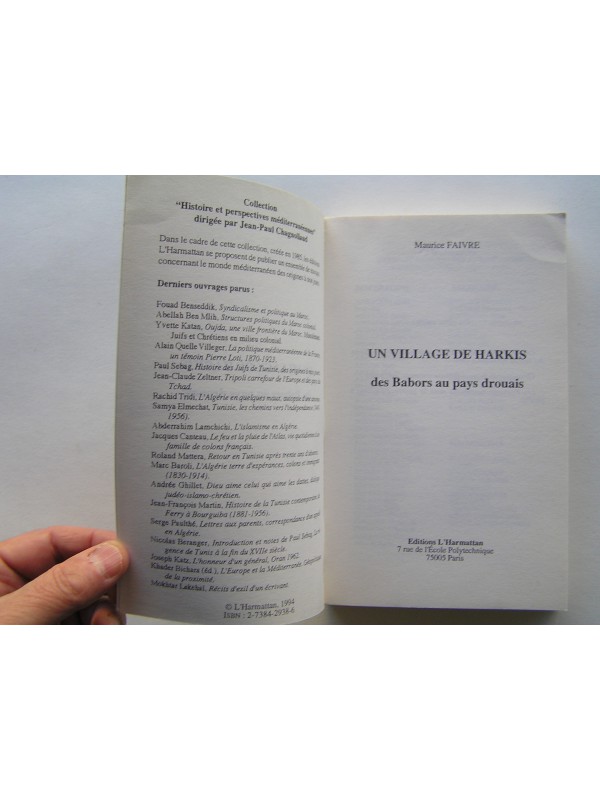 Collection
"Histoire et perspectives méditerranéennes"
dirigée par Jean-Paul Chagnollaud
Dans le cadre de cette collection, créée en 1985, les éditions
L'Harmattan se proposent de publier un ensemble de travaux
concernant le monde méditerranéen des origines à nos jours.
Derniers ouvrages parus :
Fouad Benseddik, Syndicalisme et politique au Maroc.
Abellah Ben Mlih, Structures politiques du Maroc colonial.
Yvette Katan, Oujda, une ville frontière du Maroc. Musulmans,
Juifs et Chrétiens en milieu colonial.
Alain Quelle Villeger, La politique méditerranéenne de la France,
un témoin Pierre Loti, 1870-1923.
Paul Sebag, Histoire des Juifs de Tunisie, des origines à nos jours.
Jean-Claude Zeltner, Tripoli carrefour de l'Europe et des
Tchad.
Rachid Tridi, L'Algérie en quelques maux, autopsie d'une anomie.
Samya Elmechat, Tunisie, les chemins vers l'indépendance (1945-
1956).
Abderrahim Lamchichi, L'islamisme en Algérie.
Jacques Canteau, Le feu et la pluie de l'Atlas, vie quotidienne d'une
famille de colons français.
Roland Mattera, Retour en Tunisie après trente ans d'absence.
Marc Baroli, L'Algérie terre d'espérances, colons et immigrants
(1830-1914).
Andrée Ghillet, Dieu aime celui qui aime les dattes, dialogue
judéo-islamo-chrétien.
Jean-François Martin, Histoire de la Tunisie contemporaine, de
Ferry à Bourguiba (1881-1956).
Serge Paulthé, Lettres aux parents, correspondance d'un appelé
en Algérie.
Nicolas Beranger, Introduction et notes de Paul Sebag, La régence
gence de Tunis à la fin du XVIIe siècle.
Joseph Katz, L'honneur d'un général, Oran 1962.
Khader Bichara (éd.), L'Europe et la Méditerranée, Géopolitique
de la proximité.
Mokhtar Lakehal, Récits d'exil d'un écrivant.
© L'Harmattan, 1994
ISBN : 2-7384-2938-6
Maurice FAIVRE
UN VILLAGE DE HARKIS
des Babors au pays drouais
Editions L'Harmattan
7 rue de l'École Polytechnique
75005 Paris